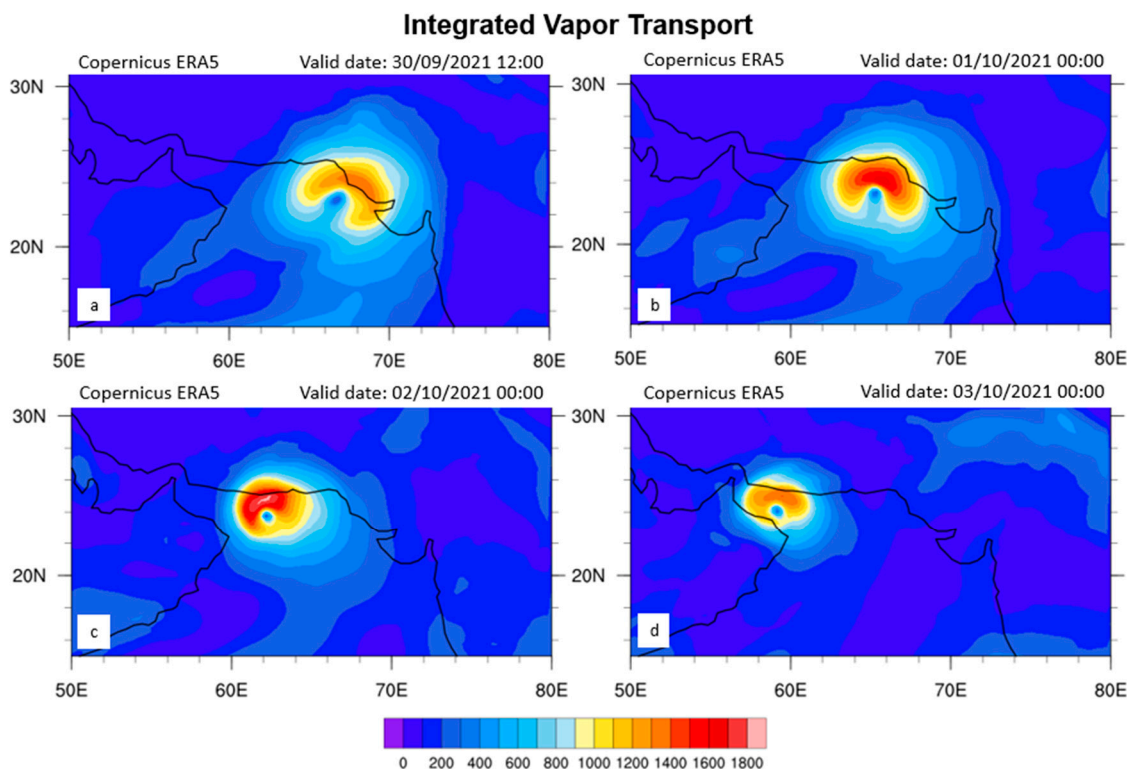 Integrated Vapor Transport
Copernicus ERA5 Valid date: 30/09/2021 12:00
Copernicus ERA5 Valid date: 01/10/2021 00:00
30N
20N
a
50E 60E 70E 80E
30N
20N
b
50E 60E 70E 80E
Copernicus ERA5 Valid date: 02/10/2021 00:00
Copernicus ERA5 Valid date: 03/10/2021 00:00
30N
20N
c
50E 60E 70E 80E
30N
20N
d
50E 60E 70E 80E
0 200 400 600 800 1000 1200 1400 1600 1800